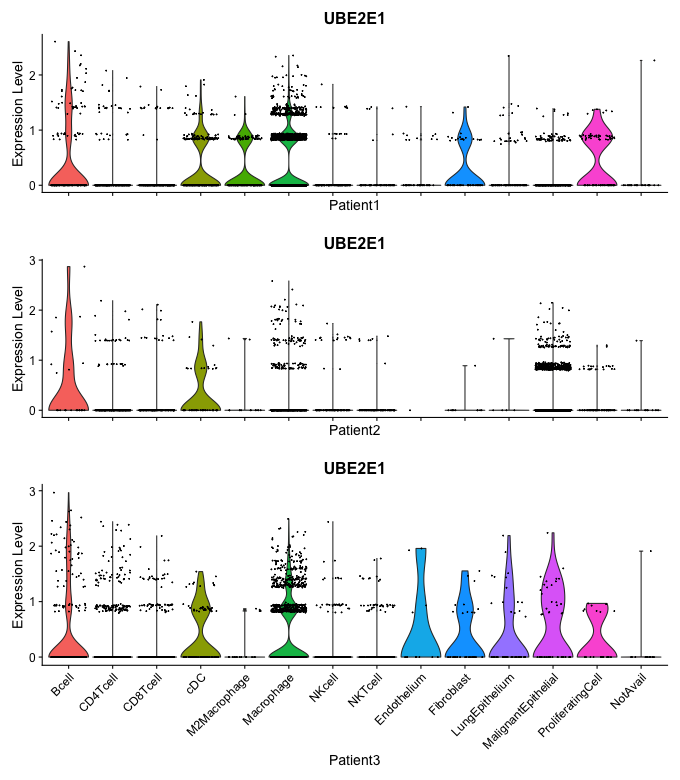 UBE2E1
Expression Level
2
1
0
Patient1
UBE2E1
Expression Level
3
2
1
0
Patient2
UBE2E1
Expression Level
3
2
1
0
Bcell
CD4Tcell
CD8Tcell
cDC
M2Macrophage
Macrophage
NKcell
NKTcell
Endothelium
Fibroblast
LungEpithelium
MalignantEpithelial
ProliferatingCell
NotAvail
Patient3